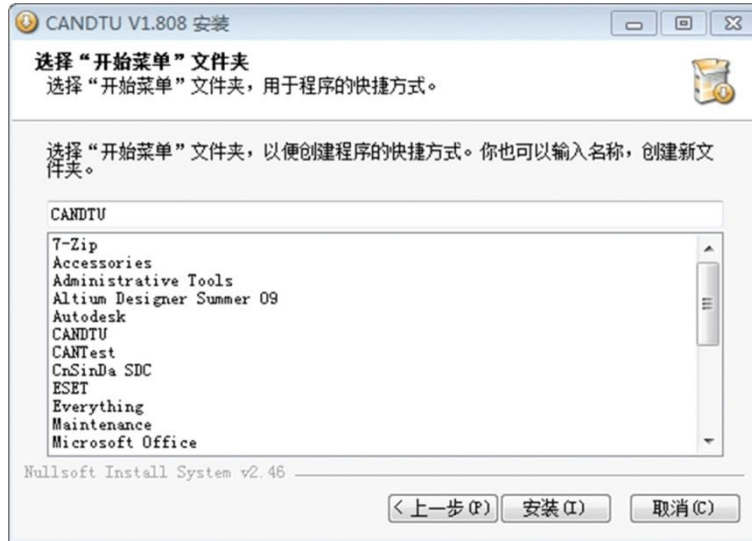 CANDTU V1.808 安装
选择“开始菜单”文件夹
选择“开始菜单”文件夹，用于程序的快捷方式。
选择“开始菜单”文件夹，以便创建程序的快捷方式。你也可以输入名称，创建新文
件夹。
CANDTU
7-Zip
Accessories
Administrative Tools
Altium Designer Summer 09
Autodesk
CANDTU
CANTest
CnSinDa SDC
ESET
Everything
Maintenance
Microsoft Office
Nullsoft Install System v2.46
< 上一步(P) 安装(I) 取消(C)